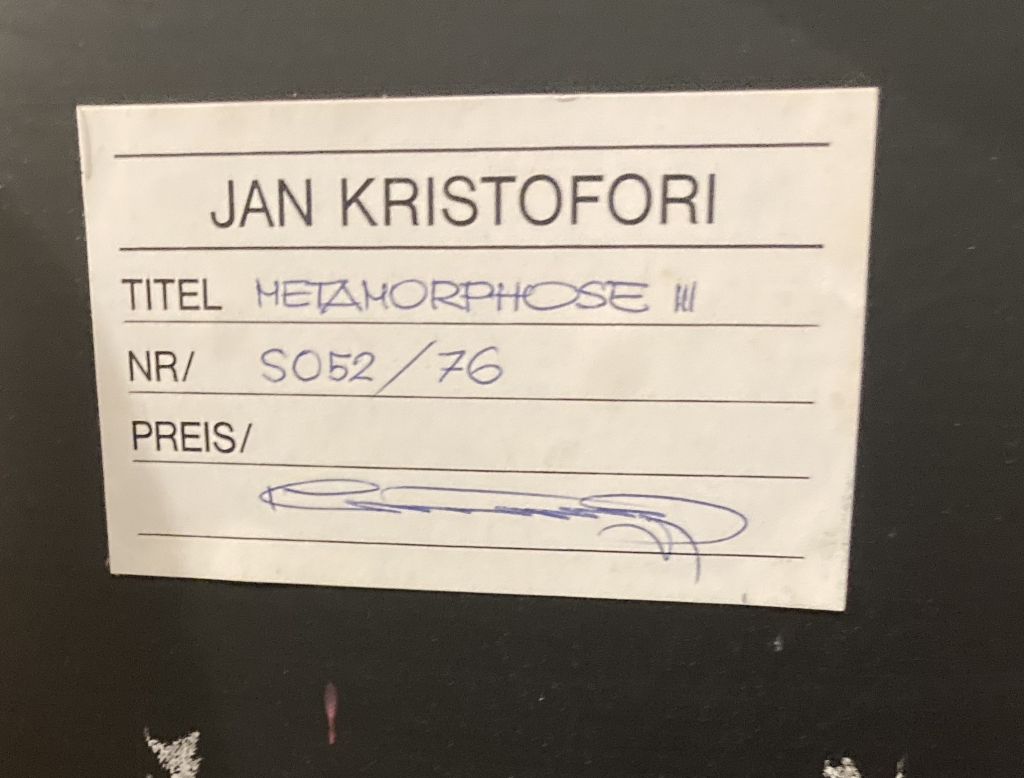 JAN KRISTOFORI
TITEL METAMORPHOSE III
NR/ S052/76
PREIS/